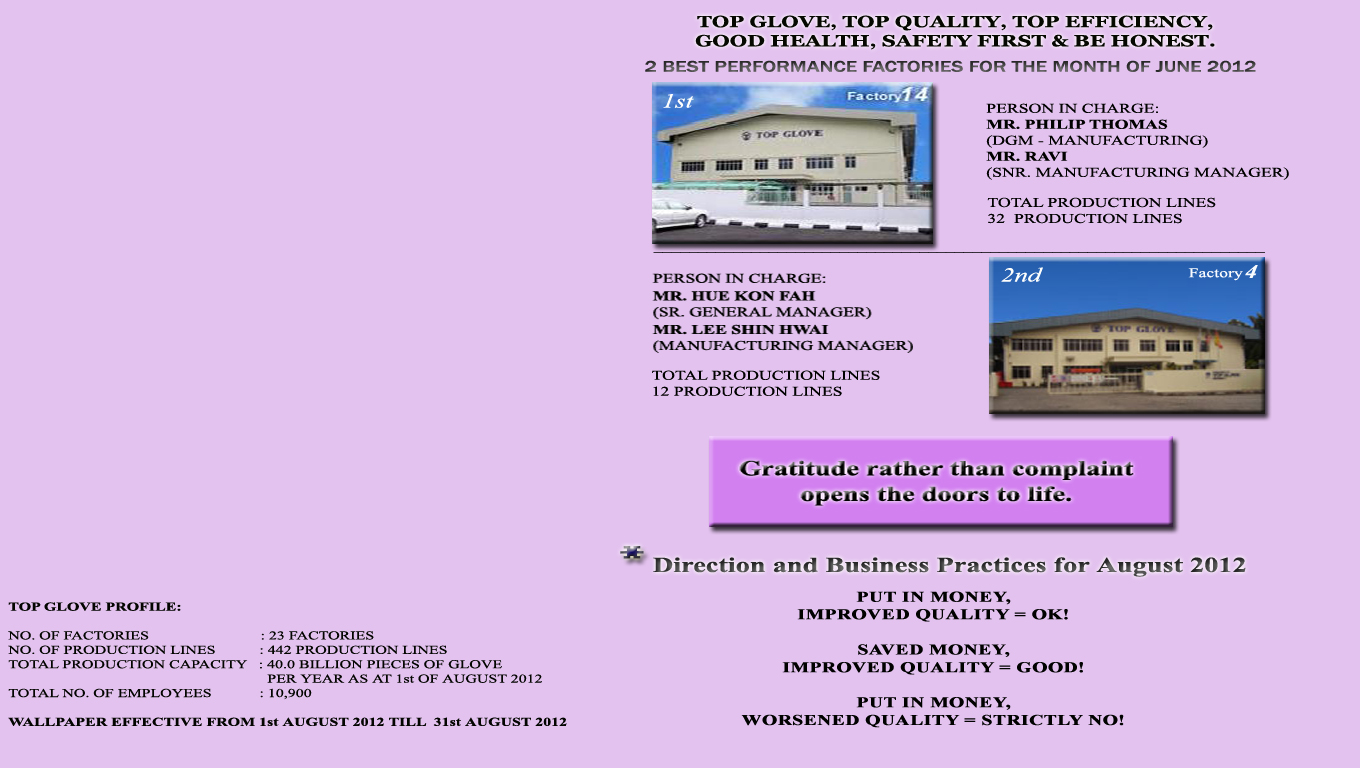 TOP GLOVE, TOP QUALITY, TOP EFFICIENCY,
GOOD HEALTH, SAFETY FIRST & BE HONEST.
2 BEST PERFORMANCE FACTORIES FOR THE MONTH OF JUNE 2012
1st
Factory 14
TOP GLOVE
PERSON IN CHARGE:
MR. PHILIP THOMAS
(DGM - MANUFACTURING)
MR. RAVI
(SNR. MANUFACTURING MANAGER)
TOTAL PRODUCTION LINES
32 PRODUCTION LINES
PERSON IN CHARGE:
MR. HUE KON FAH
(SR. GENERAL MANAGER)
MR. LEE SHIN HWAI
(MANUFACTURING MANAGER)
TOTAL PRODUCTION LINES
12 PRODUCTION LINES
2nd
Factory 4
TOP GLOVE
TOP GLOVE
Gratitude rather than complaint
opens the doors to life.
Direction and Business Practices for August 2012
PUT IN MONEY,
IMPROVED QUALITY = OK!
SAVED MONEY,
IMPROVED QUALITY = GOOD!
PUT IN MONEY,
WORSENED QUALITY = STRICTLY NO!
TOP GLOVE PROFILE:
NO. OF FACTORIES : 23 FACTORIES
NO. OF PRODUCTION LINES : 442 PRODUCTION LINES
TOTAL PRODUCTION CAPACITY : 40.0 BILLION PIECES OF GLOVE
PER YEAR AS AT 1st OF AUGUST 2012
TOTAL NO. OF EMPLOYEES : 10,900
WALLPAPER EFFECTIVE FROM 1st AUGUST 2012 TILL 31st AUGUST 2012